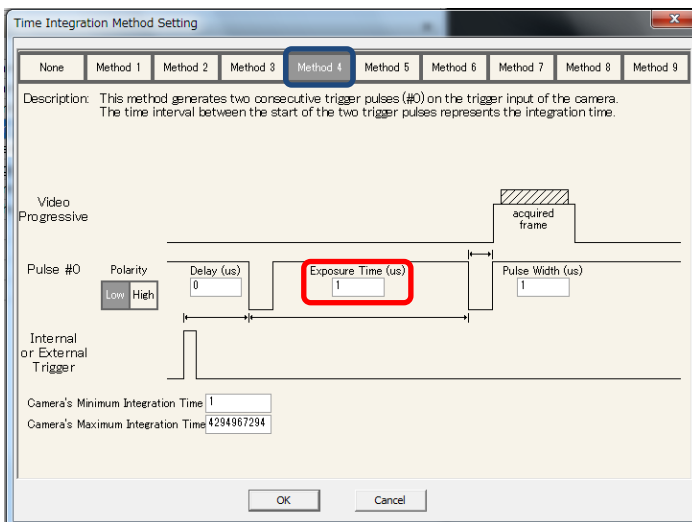 Time Integration Method Setting
None Method 1 Method 2 Method 3 Method 4 Method 5 Method 6 Method 7 Method 8 Method 9
Description: This method generates two consecutive trigger pulses (#0) on the trigger input of the camera.
The time interval between the start of the two trigger pulses represents the integration time.
Video
Progressive
acquired
frame
Pulse #0 Polarity Delay (us) Exposure Time (us) Pulse Width (us)
Low High 0 1 1
Internal
or External
Trigger
Camera's Minimum Integration Time 1
Camera's Maximum Integration Time 4294967294
OK Cancel